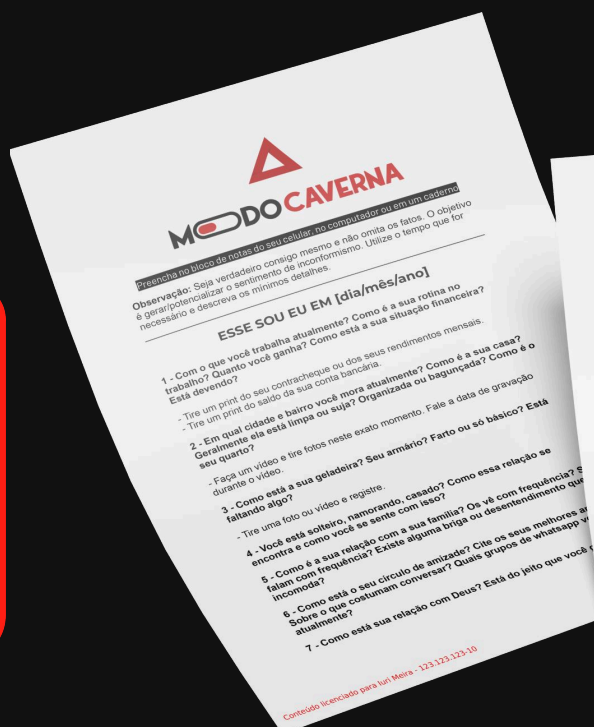 MODO CAVERNA
Preencha no bloco de notas do seu celular, no computador ou em um caderno
Observação: Seja verdadeiro consigo mesmo e não omita os fatos. O objetivo
é gerar/potencializar o sentimento de inconformismo. Utilize o tempo que for
necessário e descreva os mínimos detalhes.
ESSE SOU EU EM [dia/mês/ano]
1 - Com o que você trabalha atualmente? Como é a sua rotina no
trabalho? Quanto você ganha? Como está a sua situação financeira?
Está devendo?
- Tire um print do seu contracheque ou dos seus rendimentos mensais.
- Tire um print do saldo da sua conta bancária.
2 - Em qual cidade e bairro você mora atualmente? Como é a sua casa?
Geralmente ela está limpa ou suja? Organizada ou bagunçada? Como é o
seu quarto?
- Faça um vídeo e tire fotos neste exato momento. Fale a data de gravação
durante o vídeo.
3 - Como está a sua geladeira? Seu armário? Farto ou só básico? Está
faltando algo?
- Tire uma foto ou vídeo e registre.
4 - Você está solteiro, namorando, casado? Como essa relação se
encontra e como você se sente com isso?
5 - Como é a sua relação com a sua família? Os vê com frequência?
falam com frequência? Existe alguma briga ou desentendimento que
incomoda?
6 - Como está o seu círculo de amizade? Cite os seus melhores
Sobre o que costumam conversar? Quais grupos de whatsapp
atualmente?
7 - Como está sua relação com Deus? Está do jeito que você
Conteúdo licenciado para Iuri Meira - 123.123.123-10